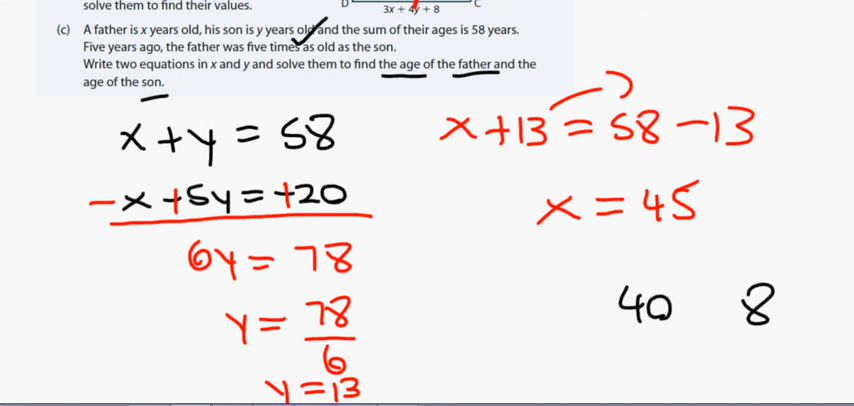 solve them to find their values.
D C
3x + 4y + 8
(c) A father is x years old, his son is y years old and the sum of their ages is 58 years.
Five years ago, the father was five times as old as the son.
Write two equations in x and y and solve them to find the age of the father and the
age of the son.
x + y = 58
- x + 5y = +20
6y = 78
y = 78/6
y = 13
x + 13 = 58 - 13
x = 45
40 8